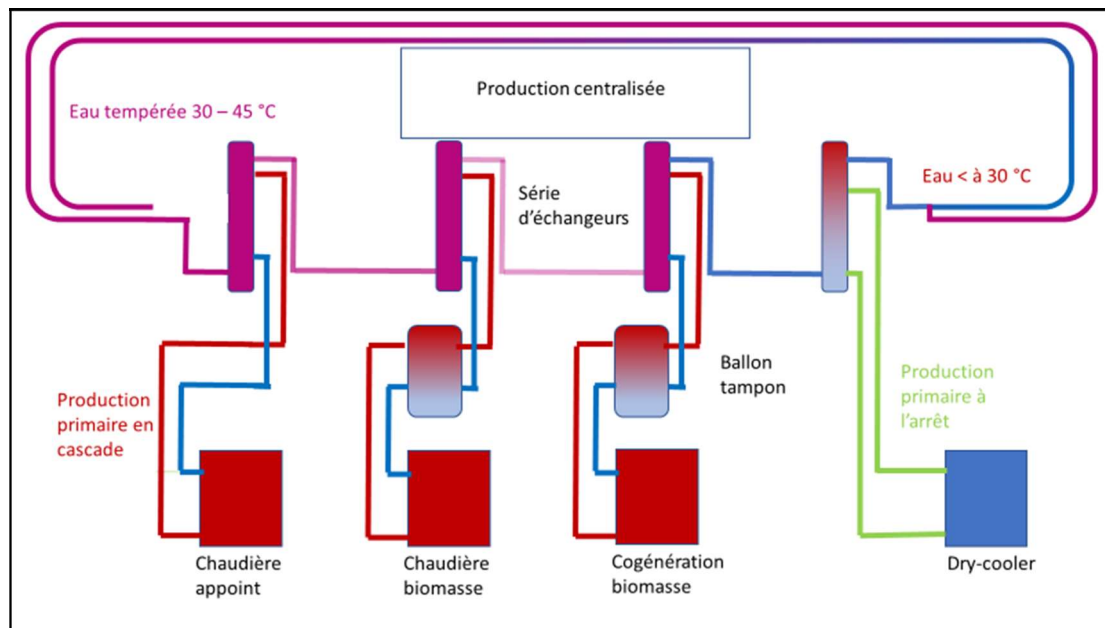 Production centralisée
Eau tempérée 30 – 45 °C
Eau < à 30 °C
Série
d'échangeurs
Ballon
tampon
Production
primaire en
cascade
Production
primaire à
l'arrêt
Chaudière
appoint
Chaudière
biomasse
Cogénération
biomasse
Dry-cooler